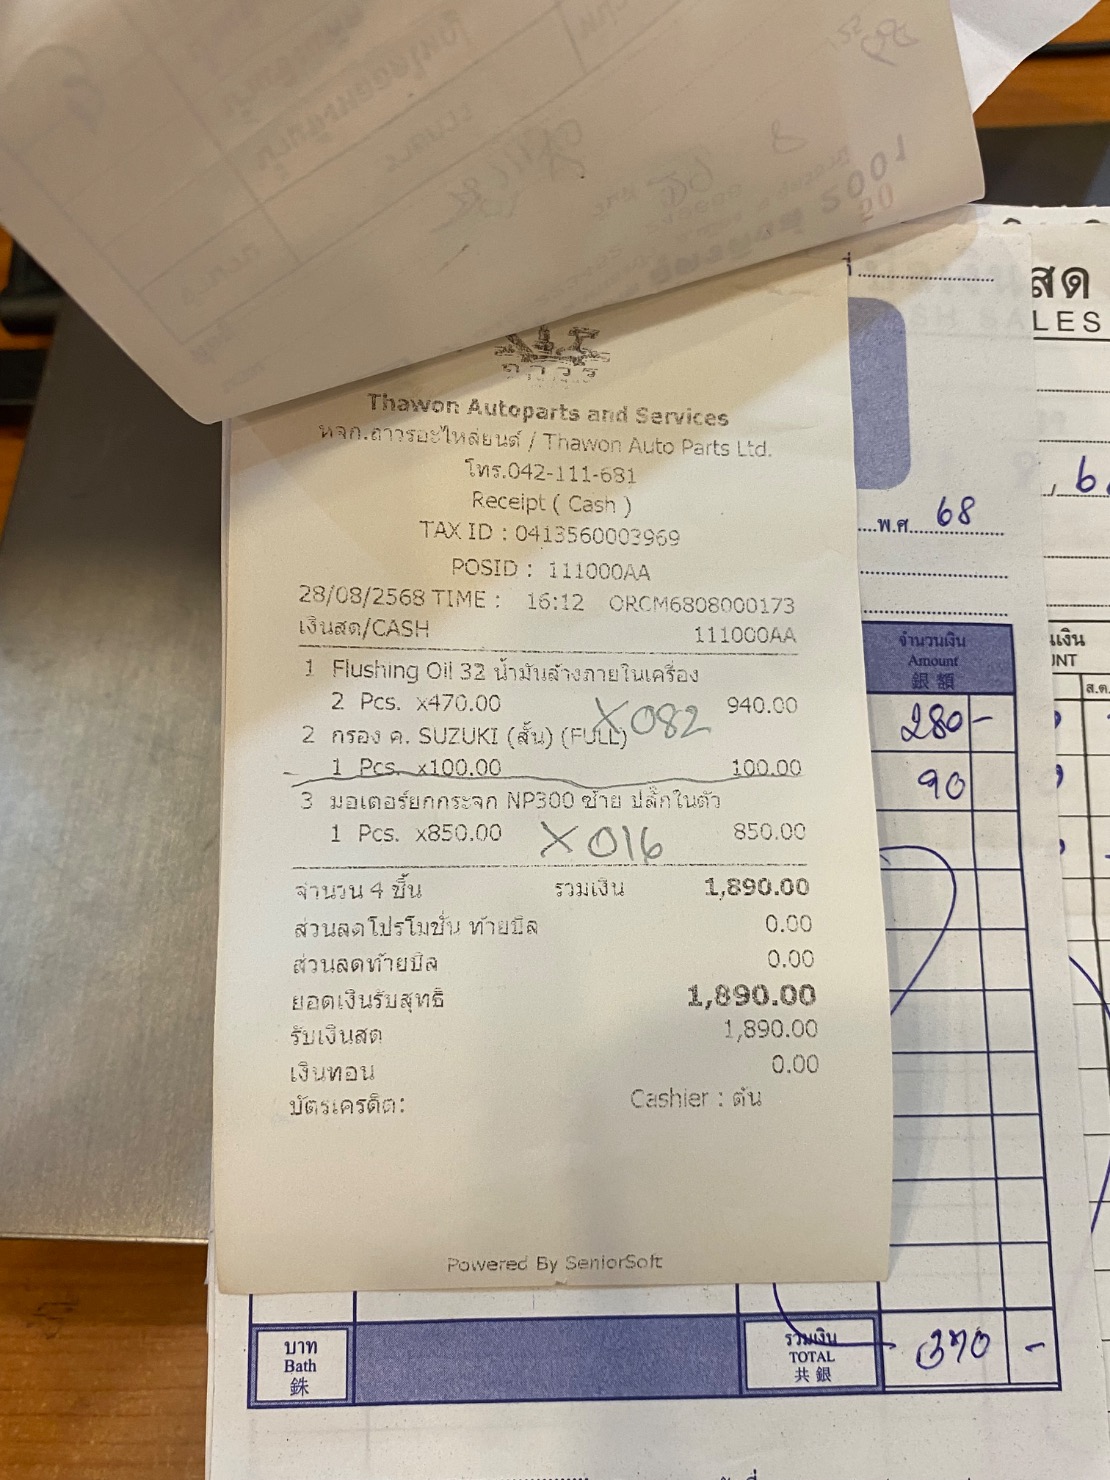 ถาวร
Thawon Autoparts and Services
หจก.ถาวรอะไหล่ยนต์ / Thawon Auto Parts Ltd.
โทร.042-111-681
Receipt ( Cash )
TAX ID : 0413560003969
POSID : 111000AA
28/08/2568 TIME : 16:12 ORCM6808000173
เงินสด/CASH 111000AA
1 Flushing Oil 32 น้ำมันล้างภายในเครื่อง
2 Pcs. x470.00 940.00
X 082
2 กรอง ค. SUZUKI (สั้น) (FULL)
1 Pcs. x100.00 100.00
3 มอเตอร์ยกกระจก NP300 ซ้าย ปลั๊กในตัว
1 Pcs. x850.00 850.00
X 016
จำนวน 4 ชิ้น รวมเงิน 1,890.00
ส่วนลดโปรโมชั่น ท้ายบิล 0.00
ส่วนลดท้ายบิล 0.00
ยอดเงินรับสุทธิ 1,890.00
รับเงินสด 1,890.00
เงินทอน 0.00
บัตรเครดิต: Cashier : ต้น
Powered By SeniorSoft
สด
LES
พ.ศ. 68
จำนวนเงิน
Amount
銀 額
280 -
90
บาท
Bath
銖
รวมเงิน
TOTAL
共 銀
370 -
ส.ต.